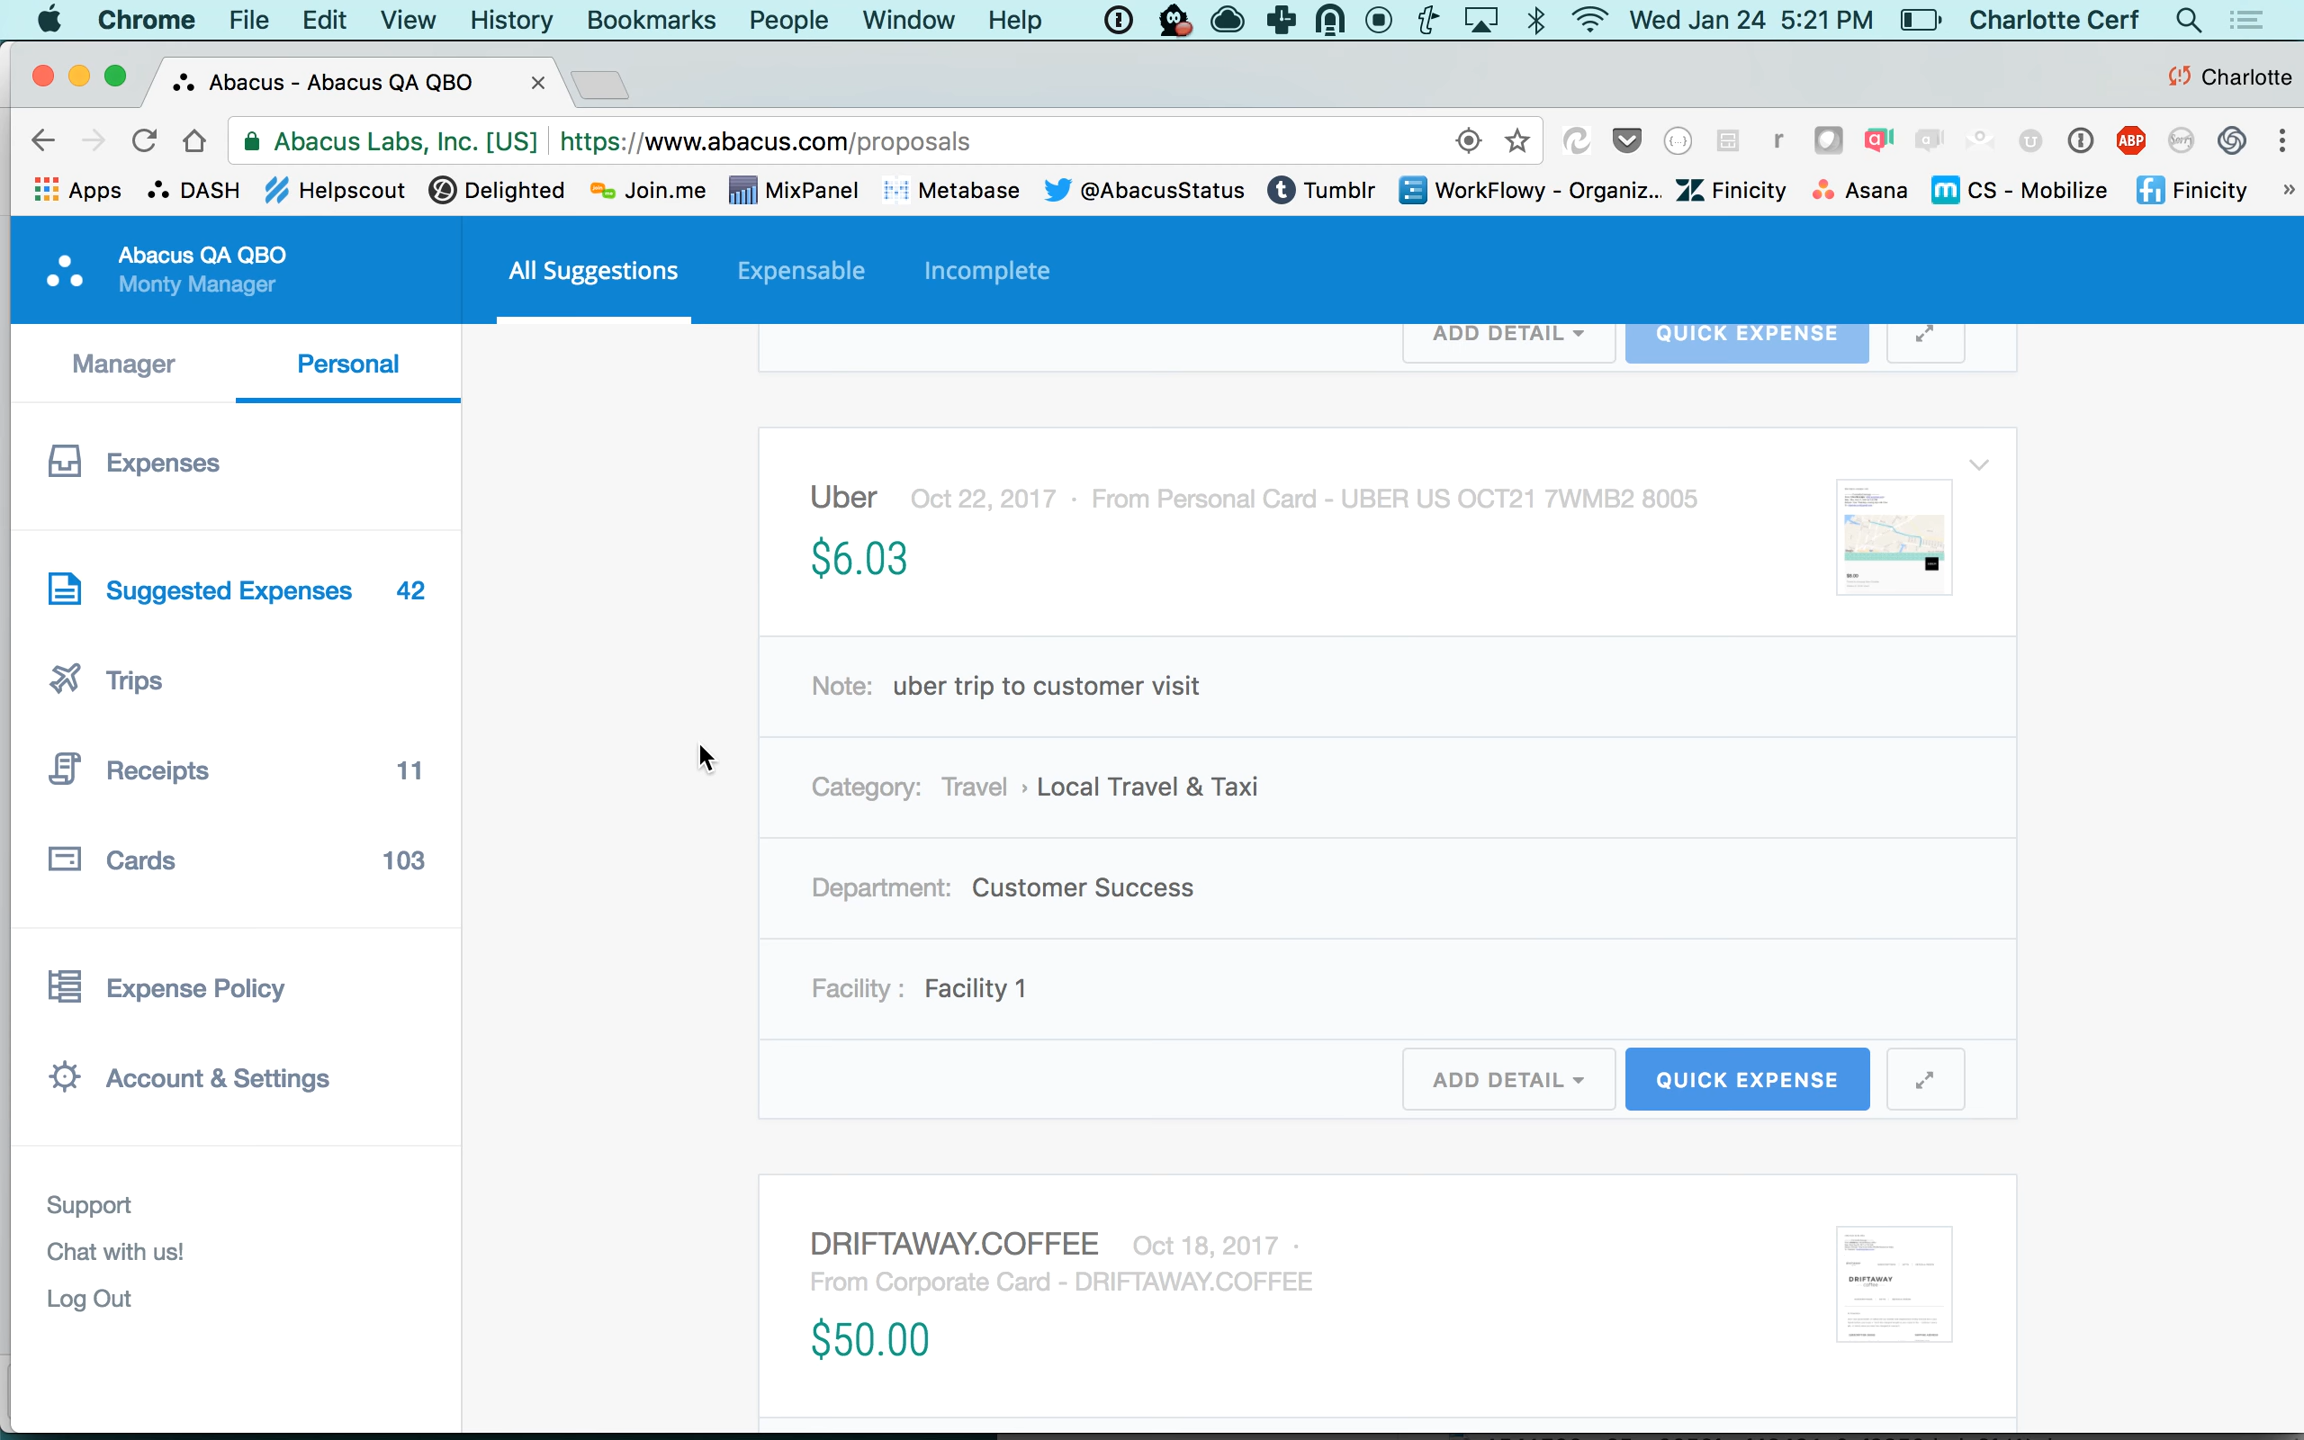 Chrome File Edit View History Bookmarks People Window Help Wed Jan 24 5:21 PM Charlotte Cerf
Abacus - Abacus QA QBO Charlotte
Abacus Labs, Inc. [US] https://www.abacus.com/proposals
Apps DASH Helpscout Delighted Join.me MixPanel Metabase @AbacusStatus Tumblr WorkFlowy - Organiz... Finicity Asana CS - Mobilize Finicity »
Abacus QA QBO
Monty Manager
All Suggestions Expensable Incomplete
Manager Personal
Expenses
Suggested Expenses 42
Trips
Receipts 11
Cards 103
Expense Policy
Account & Settings
Support
Chat with us!
Log Out
ADD DETAIL QUICK EXPENSE
Uber Oct 22, 2017 · From Personal Card - UBER US OCT21 7WMB2 8005
$6.03
Note: uber trip to customer visit
Category: Travel › Local Travel & Taxi
Department: Customer Success
Facility : Facility 1
ADD DETAIL QUICK EXPENSE
DRIFTAWAY.COFFEE Oct 18, 2017 ·
From Corporate Card - DRIFTAWAY.COFFEE
$50.00
DRIFTAWAY
coffee